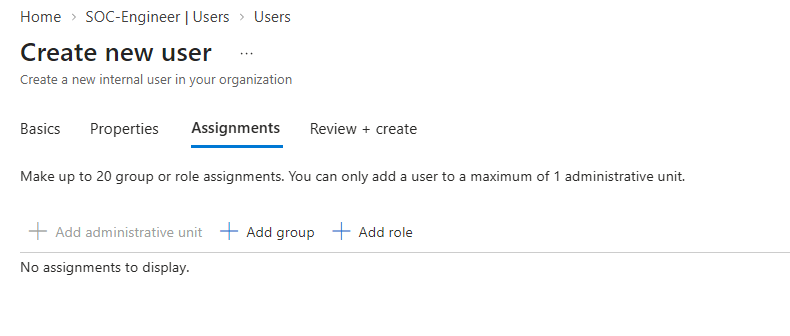 Home > SOC-Engineer | Users > Users
Create new user ...
Create a new internal user in your organization
Basics Properties Assignments Review + create
Make up to 20 group or role assignments. You can only add a user to a maximum of 1 administrative unit.
+ Add administrative unit + Add group + Add role
No assignments to display.